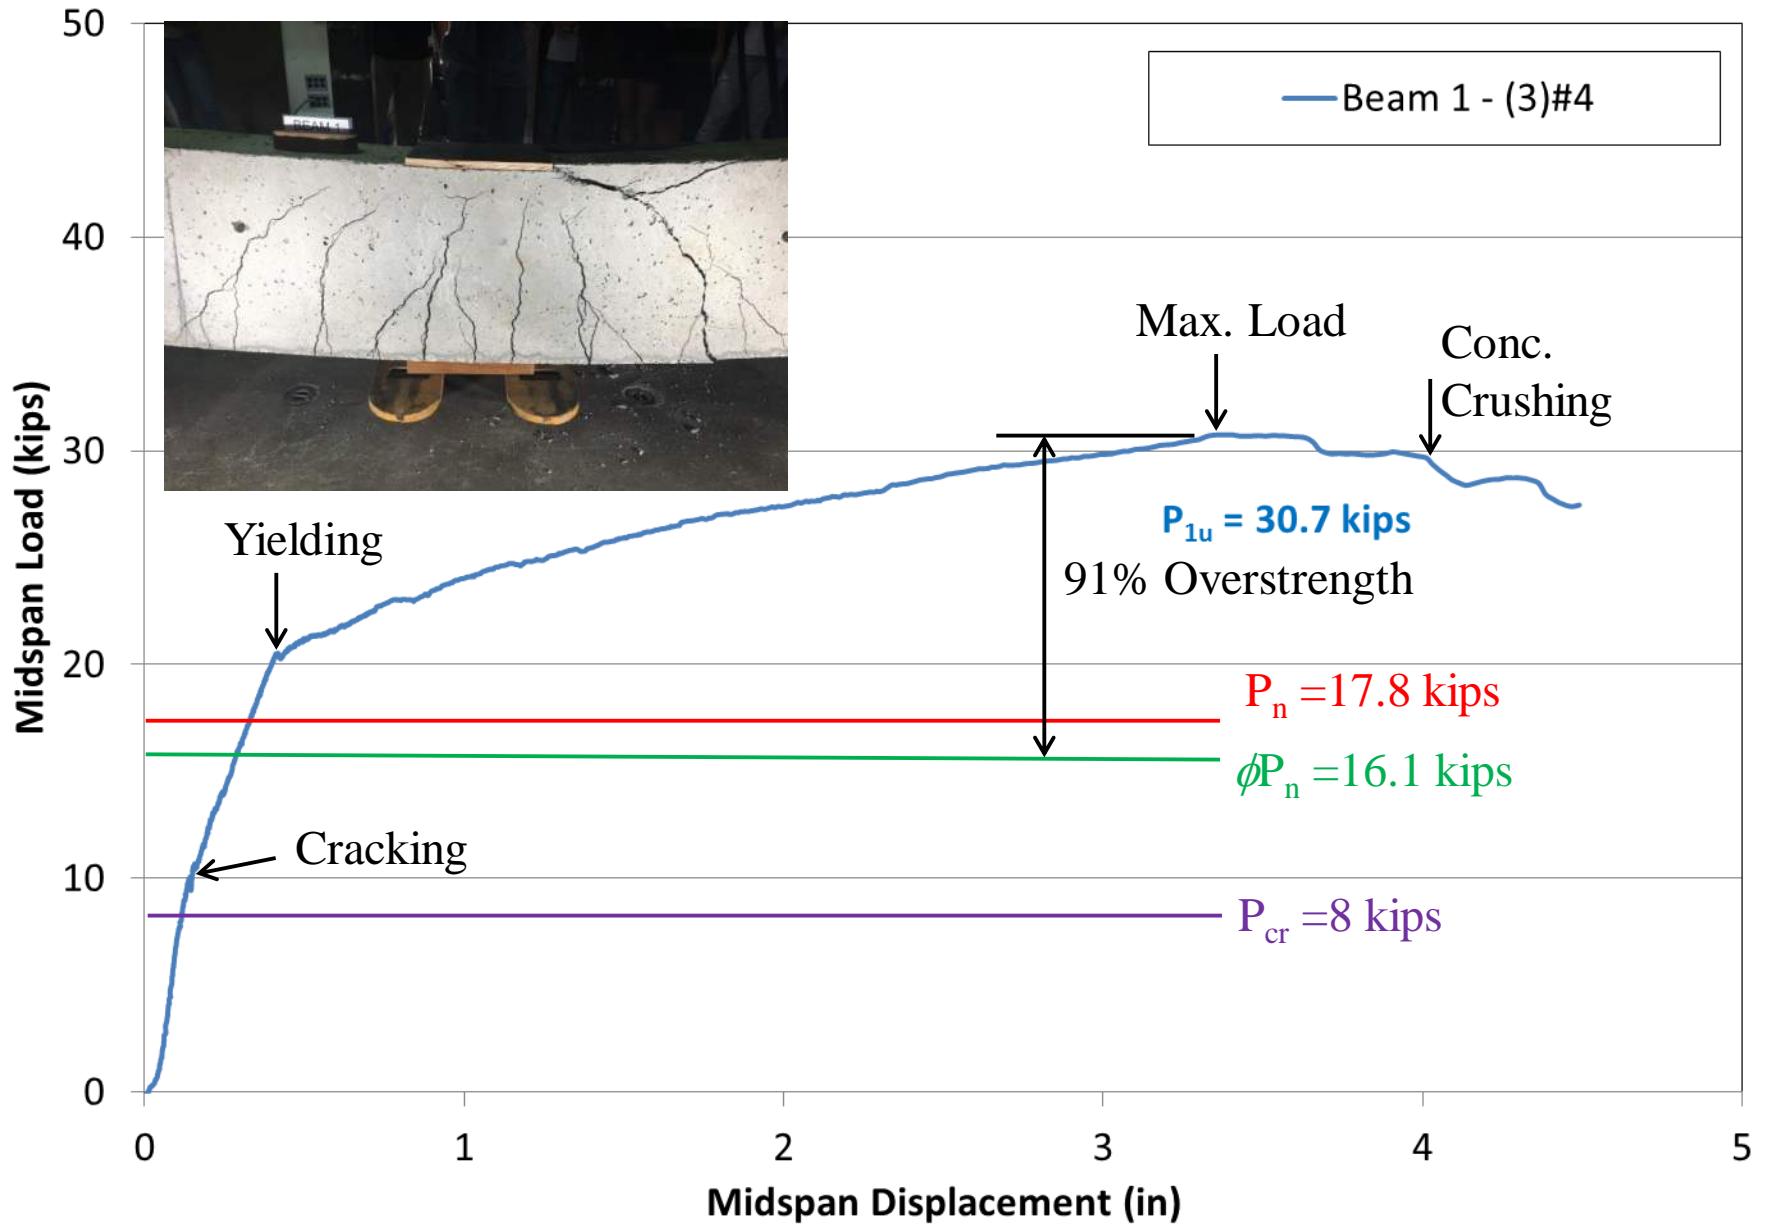 50
40
30
20
10
0
0
1
2
3
4
5
Midspan Load (kips)
Midspan Displacement (in)
Beam 1 - (3)#4
BEAM 1
Max. Load
Conc.
Crushing
Yielding
P1u = 30.7 kips
91% Overstrength
Pn =17.8 kips
ϕPn =16.1 kips
Cracking
Pcr =8 kips